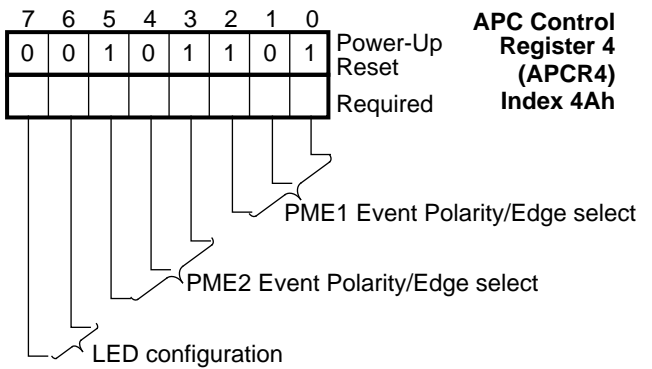 7 6 5 4 3 2 1 0
APC Control
Register 4
(APCR4)
Index 4Ah
0 0 1 0 1 1 0 1
Power-Up
Reset
Required
PME1 Event Polarity/Edge select
PME2 Event Polarity/Edge select
LED configuration